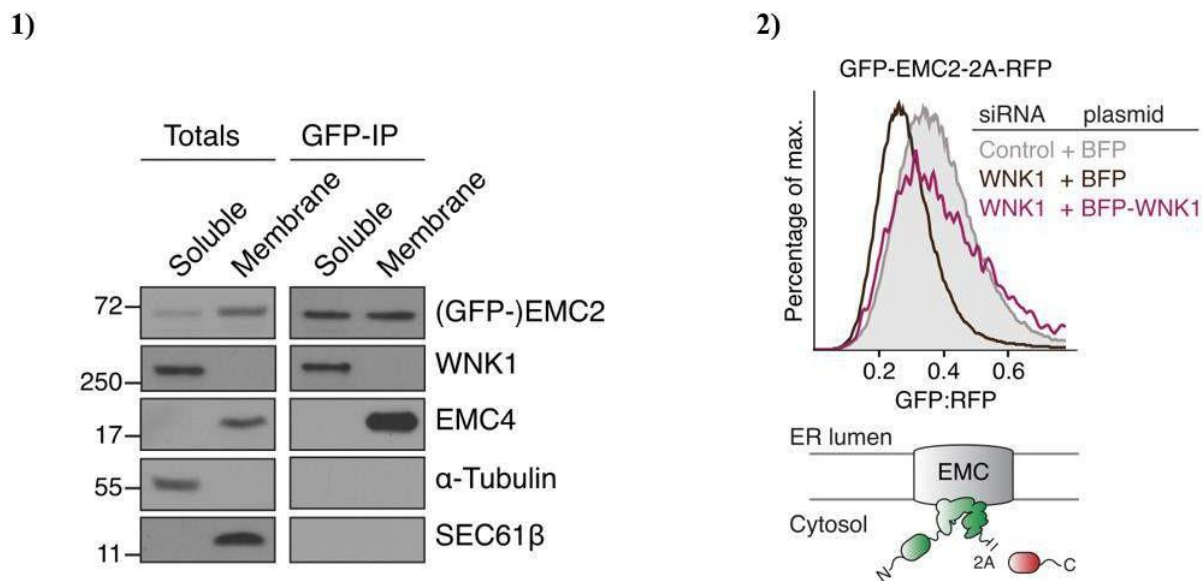 1)
2)
Totals GFP-IP
Soluble Membrane Soluble Membrane
72 (GFP-)EMC2
250 WNK1
17 EMC4
55 α-Tubulin
11 SEC61β
GFP-EMC2-2A-RFP
Percentage of max.
siRNA plasmid
Control + BFP
WNK1 + BFP
WNK1 + BFP-WNK1
0.2 0.4 0.6
GFP:RFP
ER lumen
EMC
Cytosol
N 2A C